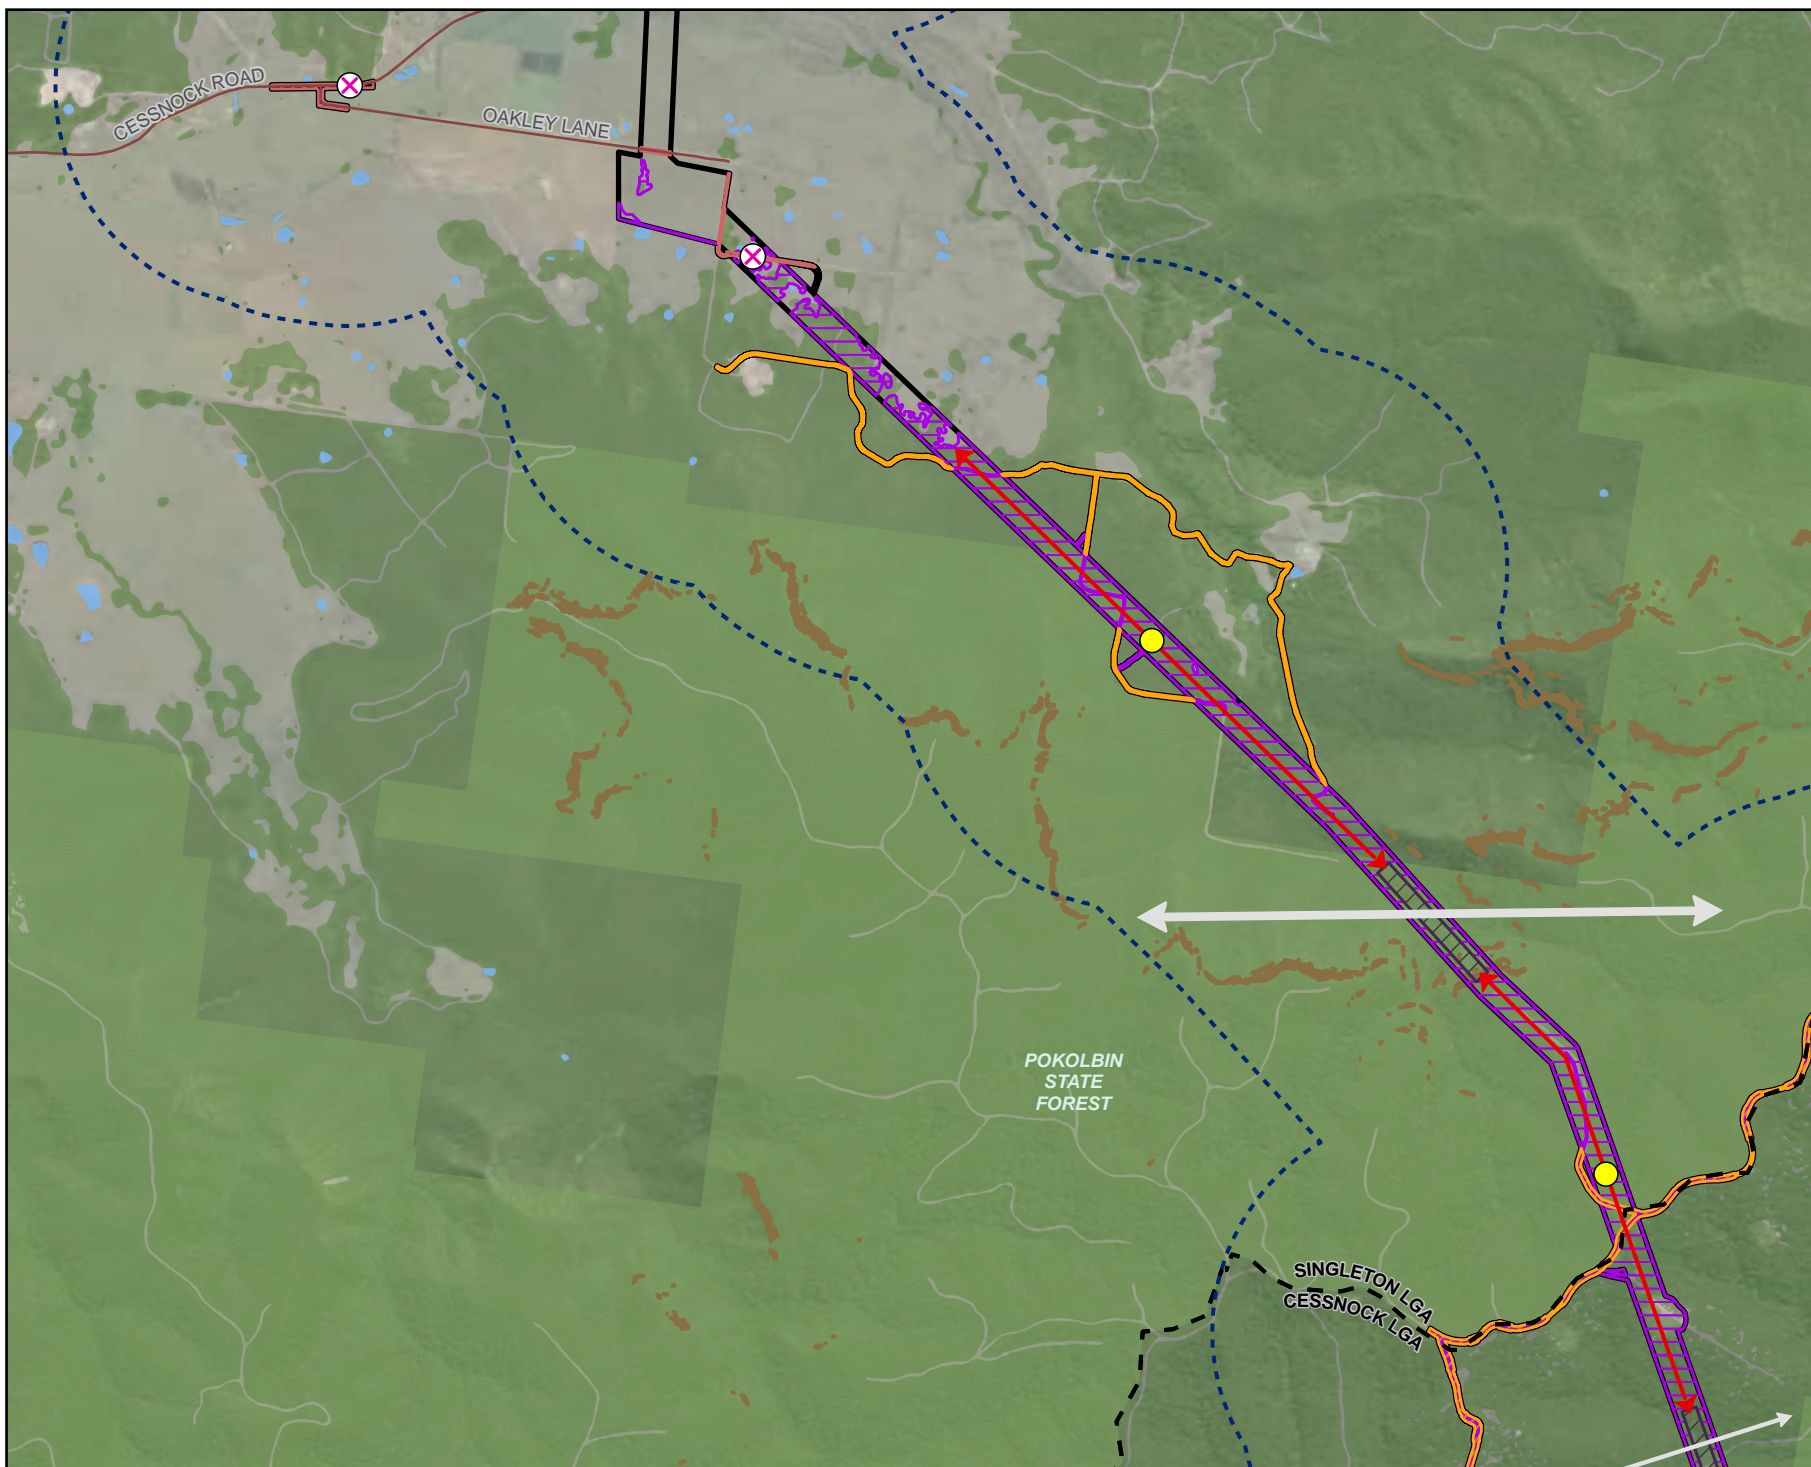 CESSNOCK ROAD
OAKLEY LANE
POKOLBIN
STATE
FOREST
SINGLETON LGA
CESSNOCK LGA